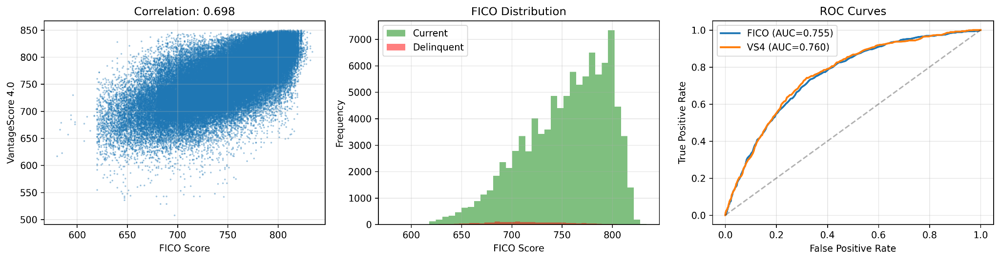 Correlation: 0.698
850
800
750
700
650
600
550
500
VantageScore 4.0
600 650 700 750 800
FICO Score
FICO Distribution
Current
Delinquent
7000
6000
5000
4000
3000
2000
1000
0
Frequency
600 650 700 750 800
FICO Score
ROC Curves
FICO (AUC=0.755)
VS4 (AUC=0.760)
1.0
0.8
0.6
0.4
0.2
0.0
True Positive Rate
0.0 0.2 0.4 0.6 0.8 1.0
False Positive Rate